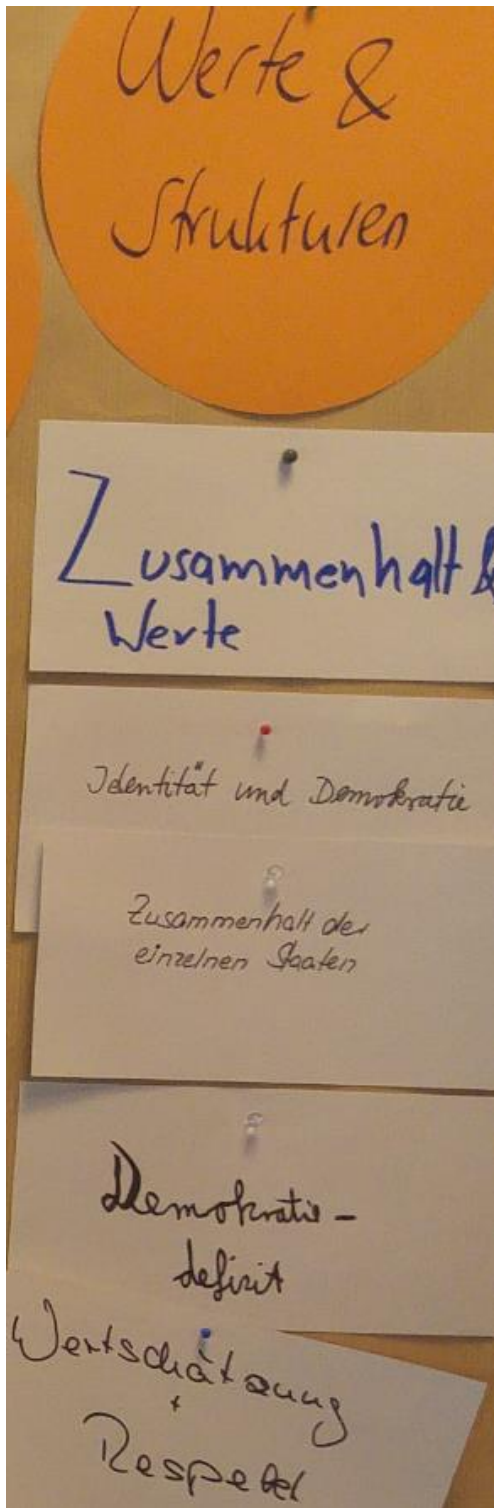 Werte &
Strukturen
Zusammenhalt &
Werte
Identität und Demokratie
Zusammenhalt der
einzelnen Staaten
Demokratie-
defizit
Wertschätzung
+
Respekt